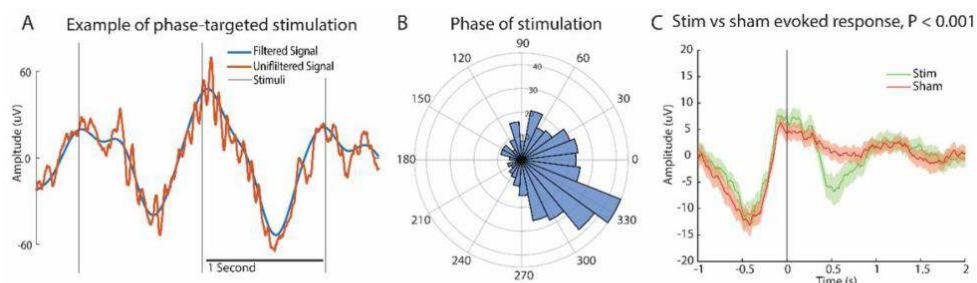 A
Example of phase-targeted stimulation
Filtered Signal
Unifiltered Signal
Stimuli
Amplitude (uV)
60
0
-60
1 Second
B
Phase of stimulation
90
120
60
150
30
180
0
210
330
240
300
270
40
30
20
10
C
Stim vs sham evoked response, P < 0.001
Stim
Sham
Amplitude (uV)
20
15
10
5
0
-5
-10
-15
-20
-1
-0.5
0
0.5
1
1.5
2
Time (s)